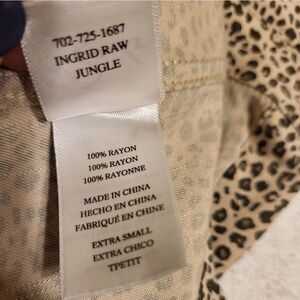 702-725-1687
INGRID RAW
JUNGLE
100% RAYON
100% RAYON
100% RAYONNE
MADE IN CHINA
HECHO EN CHINA
FABRIQUÉ EN CHINE
EXTRA SMALL
EXTRA CHICO
TPETIT